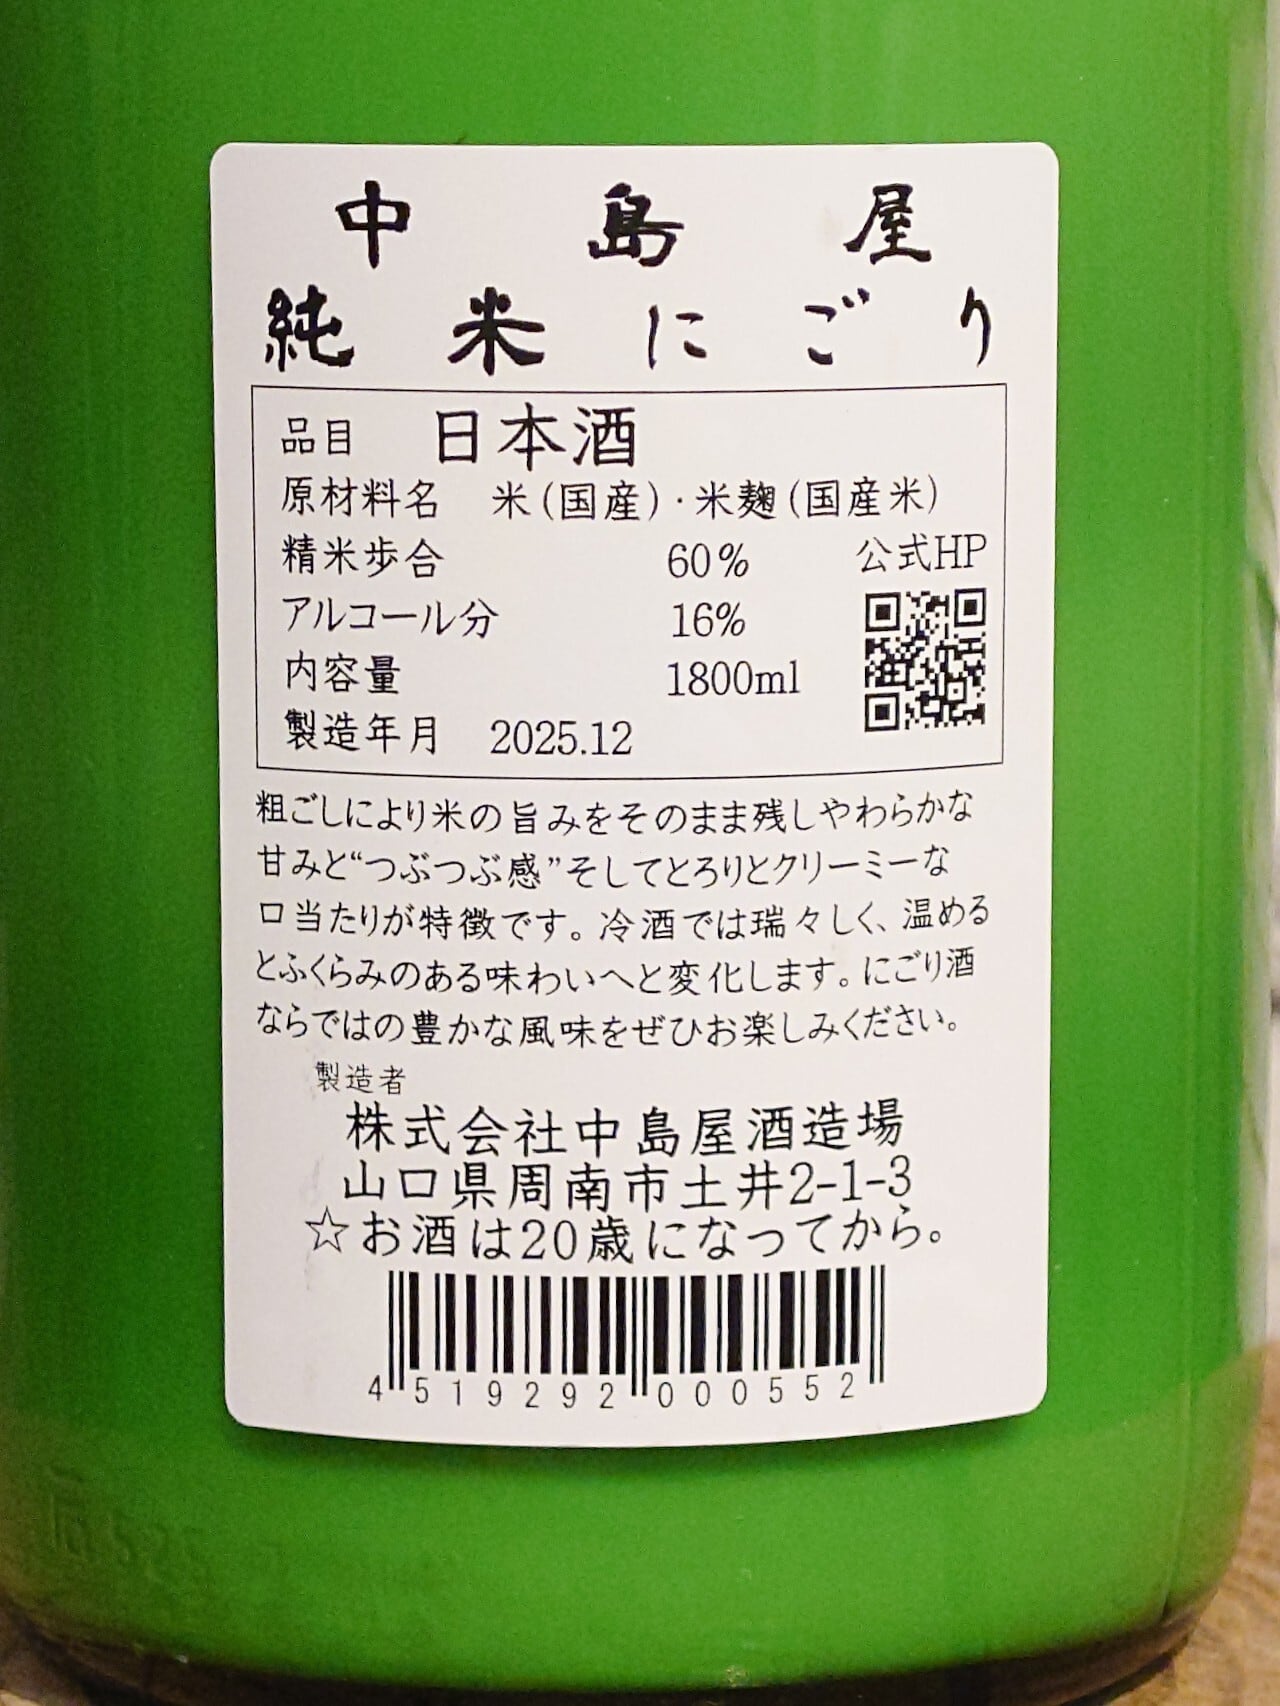 中島屋
純米にごり
品目 日本酒
原材料名 米(国産)・米麹(国産米)
精米歩合 60% 公式HP
アルコール分 16%
内容量 1800ml
製造年月 2025.12
粗ごしにより米の旨みをそのまま残しやわらかな
甘みと“つぶつぶ感”そしてとろりとクリーミーな
口当たりが特徴です。冷酒では瑞々しく、温める
とふくらみのある味わいへと変化します。にごり酒
ならではの豊かな風味をぜひお楽しみください。
製造者
株式会社中島屋酒造場
山口県周南市土井2-1-3
☆お酒は20歳になってから。
4 519292 000552